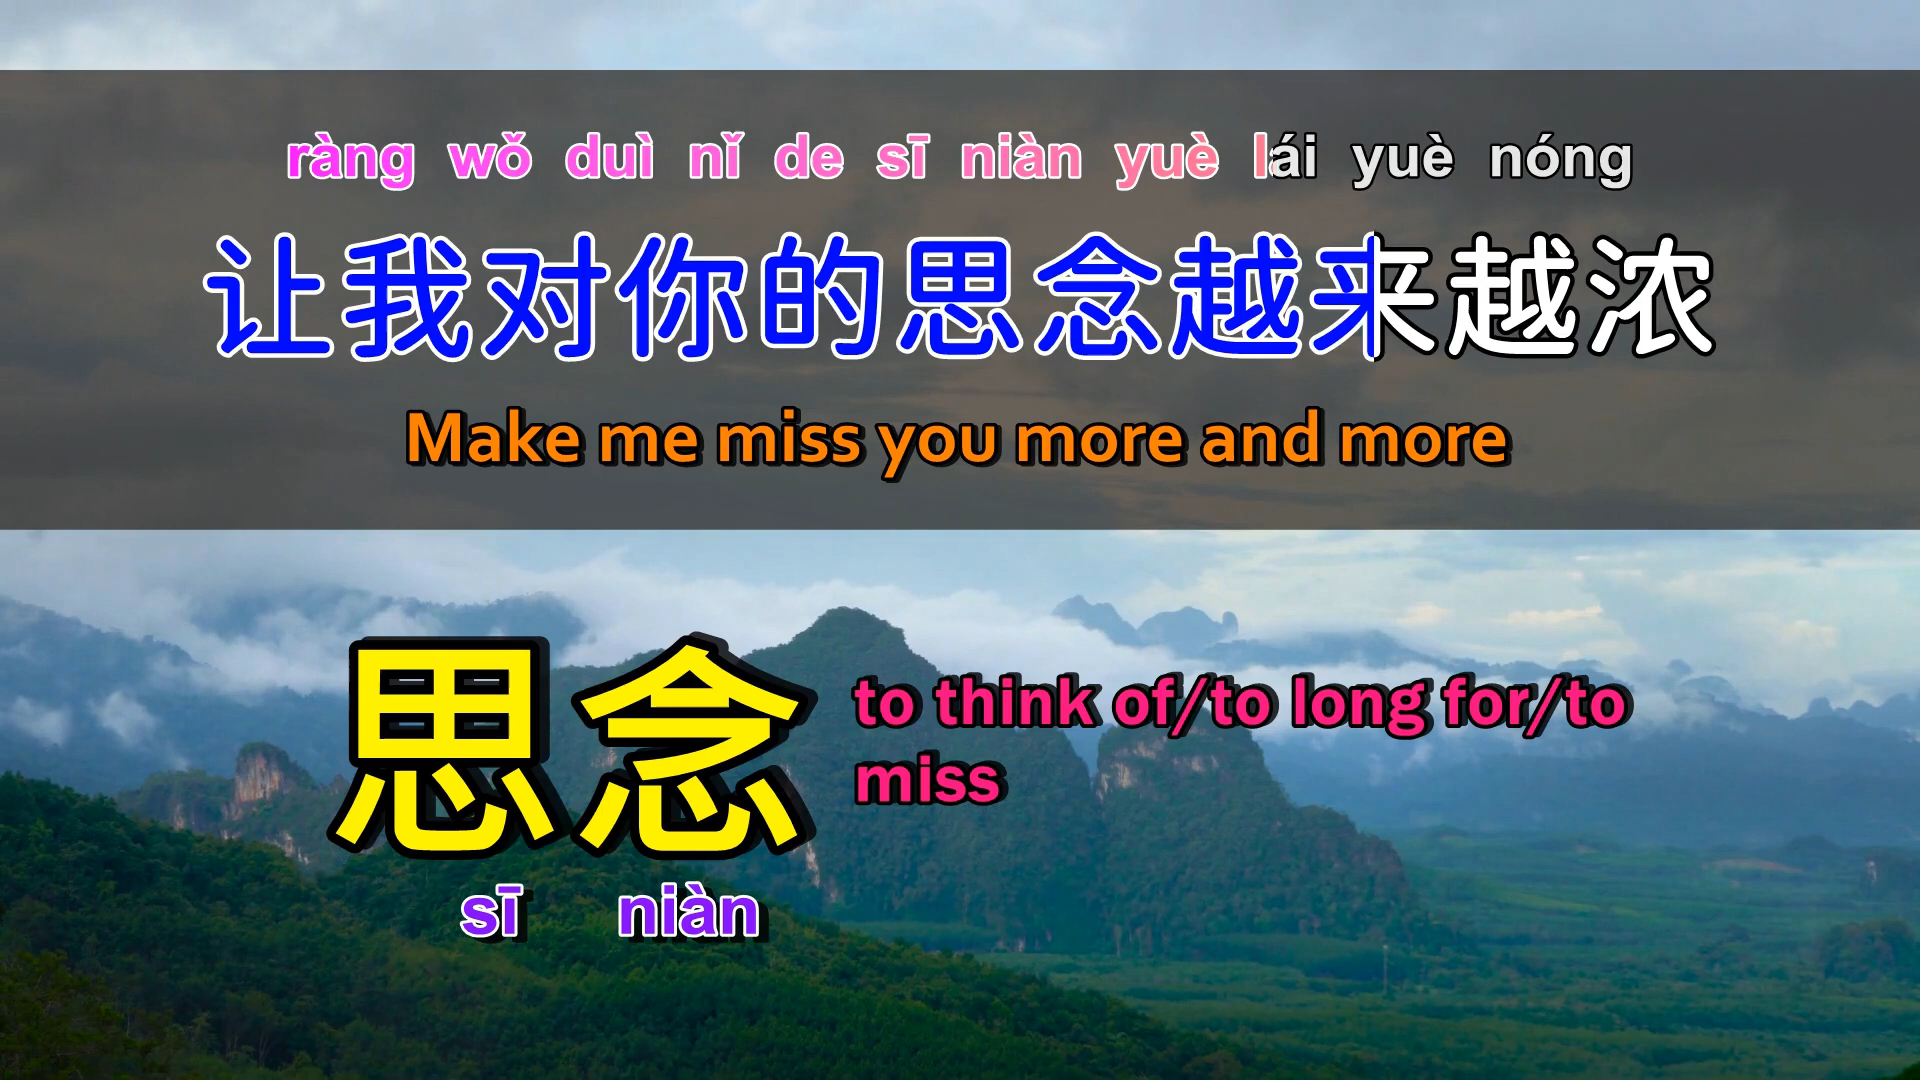 ràng wǒ duì nǐ de sī niàn yuè lái yuè nóng
让我对你的思念越来越浓
Make me miss you more and more
思念
to think of/to long for/to
miss
sī niàn